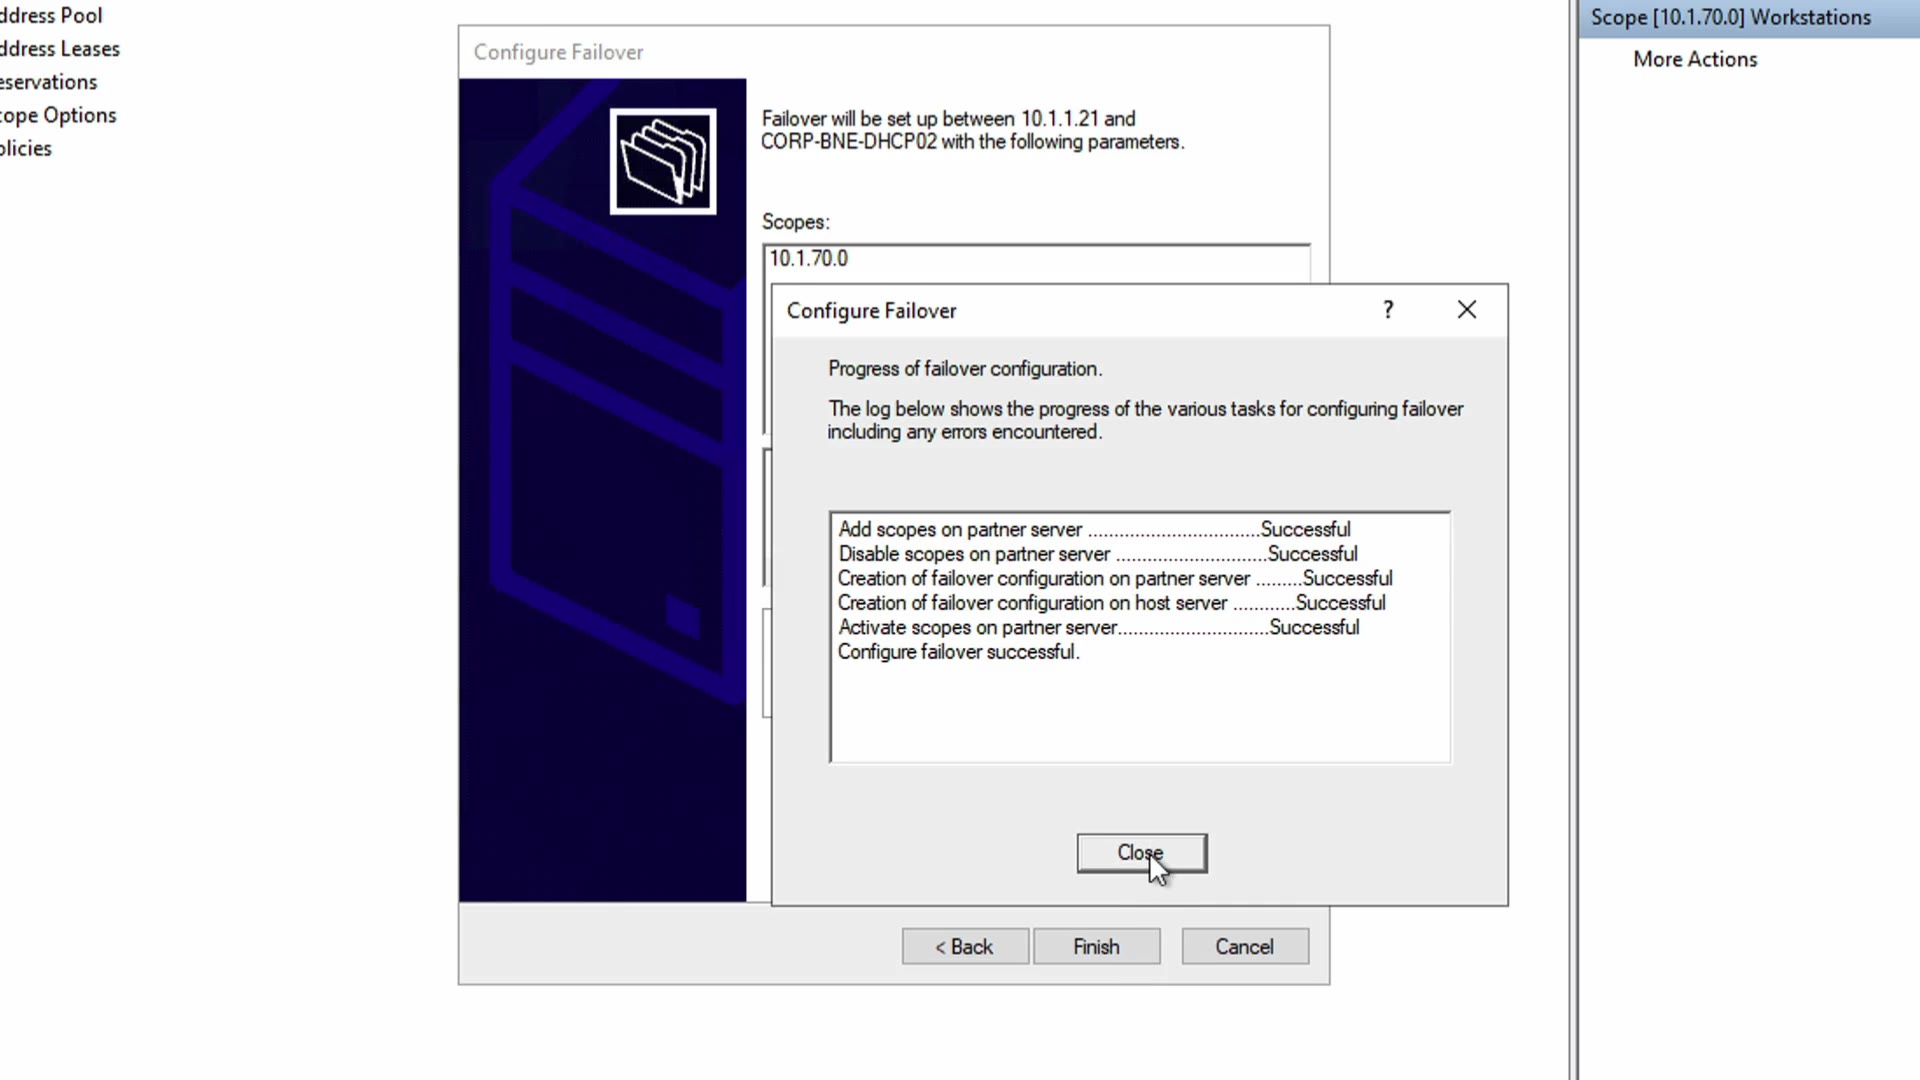 ddress Pool
ddress Leases
eservations
cope Options
olicies
Configure Failover
Failover will be set up between 10.1.1.21 and
CORP-BNE-DHCP02 with the following parameters.
Scopes:
10.1.70.0
Configure Failover
?
Progress of failover configuration.
The log below shows the progress of the various tasks for configuring failover
including any errors encountered.
Add scopes on partner server .................................Successful
Disable scopes on partner server .............................Successful
Creation of failover configuration on partner server .........Successful
Creation of failover configuration on host server ............Successful
Activate scopes on partner server.............................Successful
Configure failover successful.
Close
< Back
Finish
Cancel
Scope [10.1.70.0] Workstations
More Actions